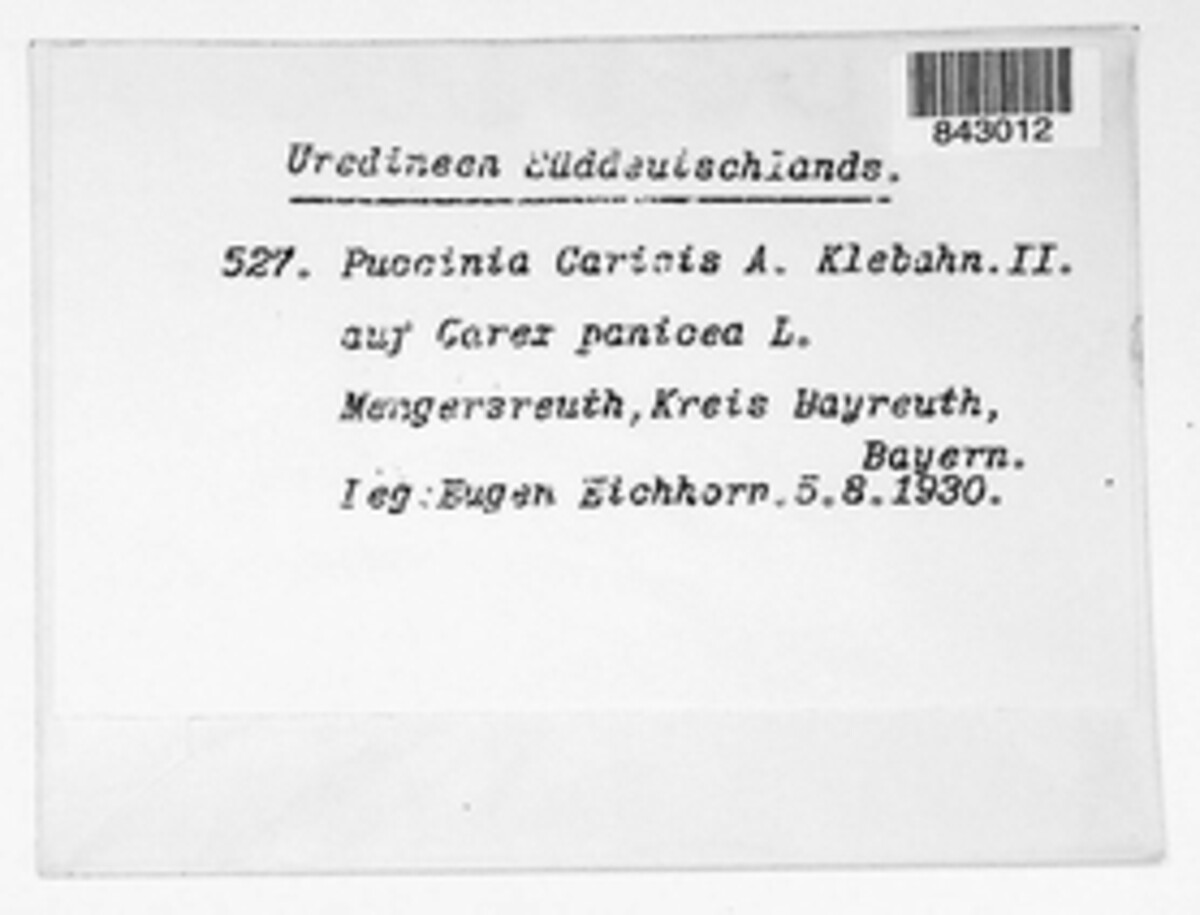 843012
Uredineen Süddeutschlands.
527. Puccinia Caricis A. Klebahn.II.
auf Carex panicea L.
Mengersreuth,Kreis Bayreuth,
Bayern.
Leg:Eugen Eichhorn.5.8.1930.